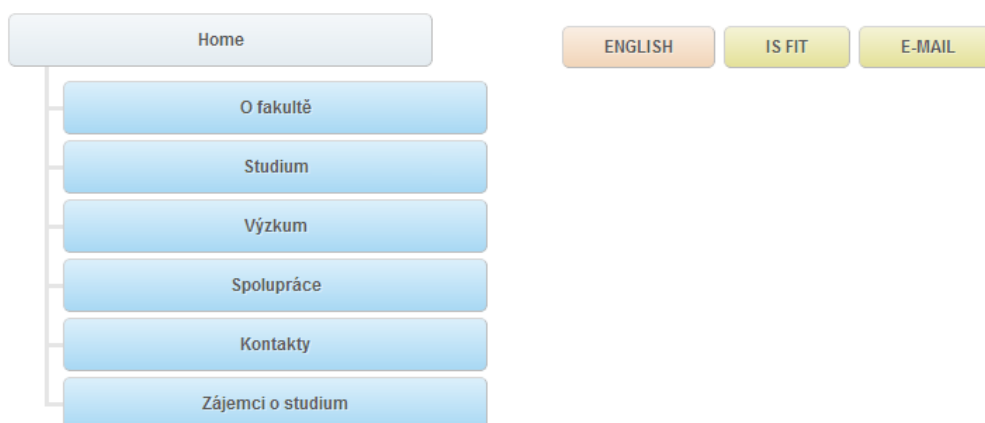 Home
ENGLISH
IS FIT
E-MAIL
O fakultě
Studium
Výzkum
Spolupráce
Kontakty
Zájemci o studium